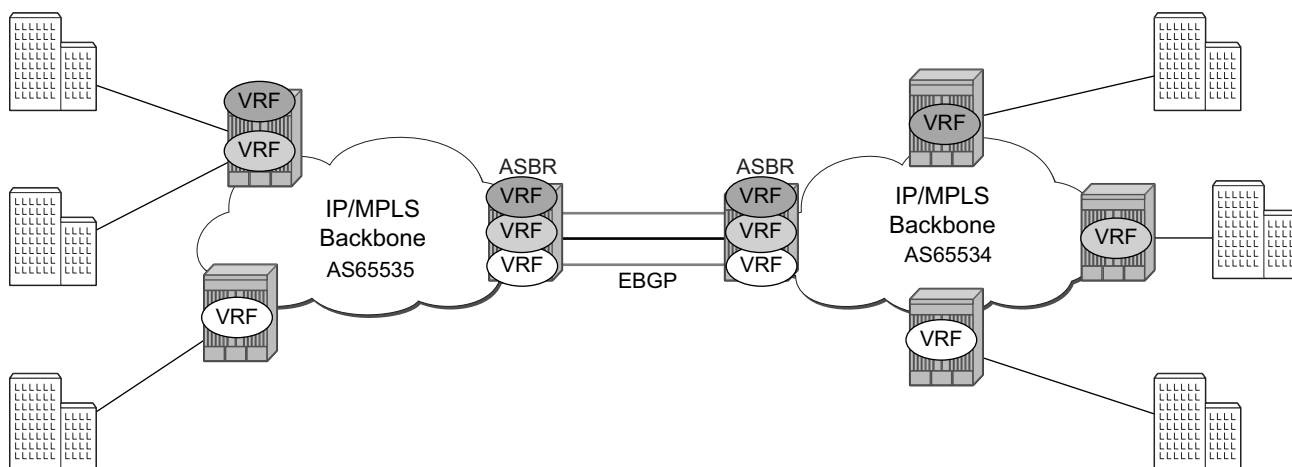 VRF
VRF
VRF
ASBR
VRF
VRF
VRF
IP/MPLS
Backbone
AS65535
EBGP
ASBR
VRF
VRF
VRF
IP/MPLS
Backbone
AS65534
VRF
VRF
VRF